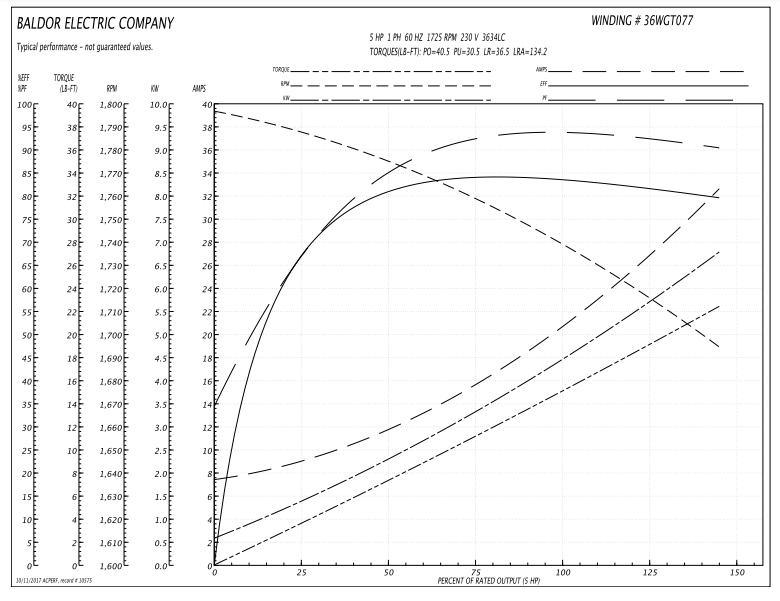 BALDOR ELECTRIC COMPANY
WINDING # 36WGT077
Typical performance - not guaranteed values.
5 HP 1 PH 60 HZ 1725 RPM 230 V 3634LC
TORQUES(LB-FT): PO=40.5 PU=30.5 LR=36.5 LRA=134.2
TORQUE
AMPS
RPM
EFF
KW
PF
%EFF TORQUE
%PF (LB-FT) RPM KW AMPS
100 40 1,800 10.0 40
95 38 1,790 9.5 38
90 36 1,780 9.0 36
85 34 1,770 8.5 34
80 32 1,760 8.0 32
75 30 1,750 7.5 30
70 28 1,740 7.0 28
65 26 1,730 6.5 26
60 24 1,720 6.0 24
55 22 1,710 5.5 22
50 20 1,700 5.0 20
45 18 1,690 4.5 18
40 16 1,680 4.0 16
35 14 1,670 3.5 14
30 12 1,660 3.0 12
25 10 1,650 2.5 10
20 8 1,640 2.0 8
15 6 1,630 1.5 6
10 4 1,620 1.0 4
5 2 1,610 0.5 2
0 0 1,600 0.0 0
0 25 50 75 100 125 150
PERCENT OF RATED OUTPUT (5 HP)
10/11/2017 ACPERF, record # 10575